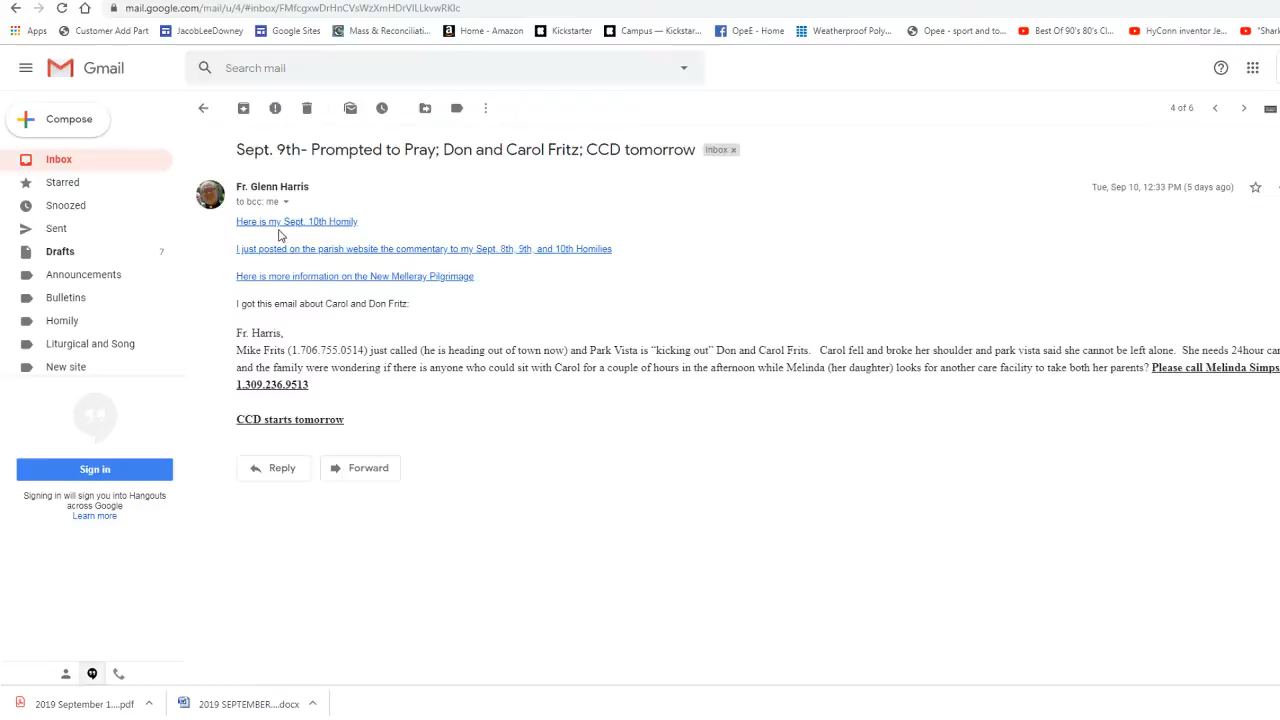 mail.google.com/mail/u/4/#inbox/FMfcgxwDrHnCVsWzXmHDrVlLLkvwRKlc
Apps Customer Add Part JacobLeeDowney Google Sites Mass & Reconciliati... Home - Amazon Kickstarter Campus — Kickstar... OpeE - Home Weatherproof Poly... Opee - sport and to... Best Of 90's 80's Cl... HyConn inventor Je... "Shark
Gmail Search mail
Compose 4 of 6
Sept. 9th- Prompted to Pray; Don and Carol Fritz; CCD tomorrow Inbox x
Inbox
Starred
Snoozed
Sent
Drafts 7
Announcements
Bulletins
Homily
Liturgical and Song
New site
Fr. Glenn Harris Tue, Sep 10, 12:33 PM (5 days ago)
to bcc: me
Here is my Sept. 10th Homily
I just posted on the parish website the commentary to my Sept. 8th, 9th, and 10th Homilies
Here is more information on the New Melleray Pilgrimage
I got this email about Carol and Don Fritz:
Fr. Harris,
Mike Frits (1.706.755.0514) just called (he is heading out of town now) and Park Vista is “kicking out” Don and Carol Frits. Carol fell and broke her shoulder and park vista said she cannot be left alone. She needs 24hour car
and the family were wondering if there is anyone who could sit with Carol for a couple of hours in the afternoon while Melinda (her daughter) looks for another care facility to take both her parents? Please call Melinda Simps
1.309.236.9513
CCD starts tomorrow
Reply Forward
Sign in
Signing in will sign you into Hangouts
across Google
Learn more
2019 September 1....pdf 2019 SEPTEMBER....docx